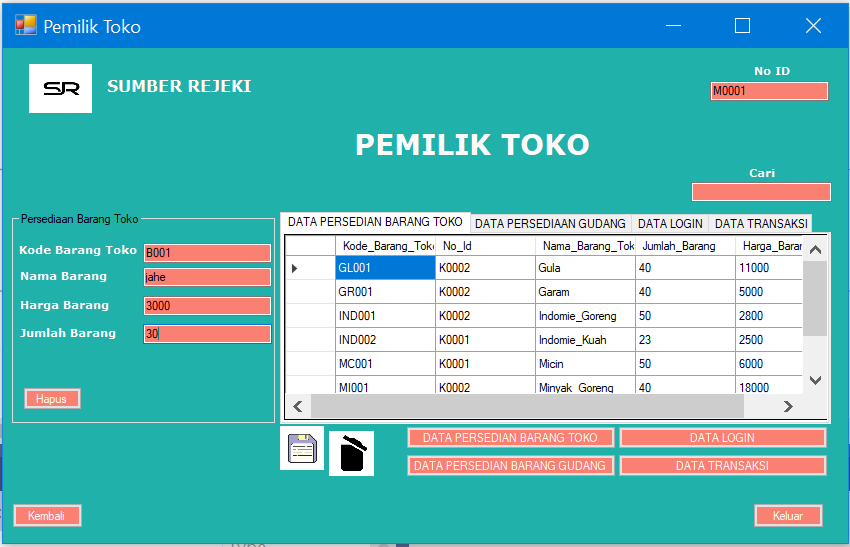 Pemilik Toko
SR SUMBER REJEKI
No ID
M0001
PEMILIK TOKO
Cari
Persediaan Barang Toko
Kode Barang Toko B001
Nama Barang jahe
Harga Barang 3000
Jumlah Barang 30
Hapus
DATA PERSEDIAN BARANG TOKO DATA PERSEDIAAN GUDANG DATA LOGIN DATA TRANSAKSI
Kode_Barang_Toko No_Id Nama_Barang_Tok Jumlah_Barang Harga_Baran
GL001 K0002 Gula 40 11000
GR001 K0002 Garam 40 5000
IND001 K0002 Indomie_Goreng 50 2800
IND002 K0001 Indomie_Kuah 23 2500
MC001 K0001 Micin 50 6000
MI001 K0002 Minyak_Goreng 40 18000
DATA PERSEDIAN BARANG TOKO DATA LOGIN
DATA PERSEDIAN BARANG GUDANG DATA TRANSAKSI
Kembali Keluar